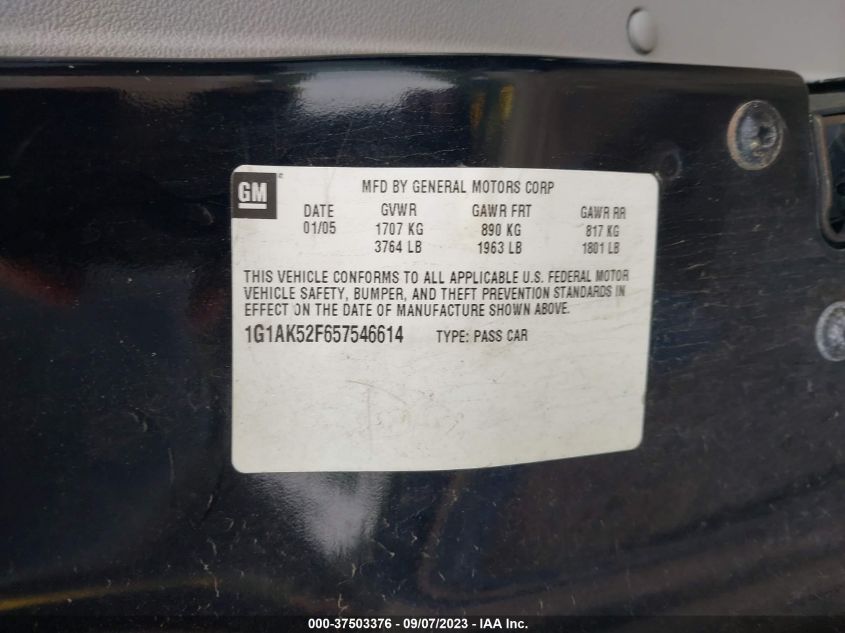 GM
MFD BY GENERAL MOTORS CORP
DATE GVWR GAWR FRT GAWR RR
01/05 1707 KG 890 KG 817 KG
3764 LB 1963 LB 1801 LB
THIS VEHICLE CONFORMS TO ALL APPLICABLE U.S. FEDERAL MOTOR
VEHICLE SAFETY, BUMPER, AND THEFT PREVENTION STANDARDS IN
EFFECT ON THE DATE OF MANUFACTURE SHOWN ABOVE.
1G1AK52F657546614 TYPE: PASS CAR
000-37503376 - 09/07/2023 - IAA Inc.